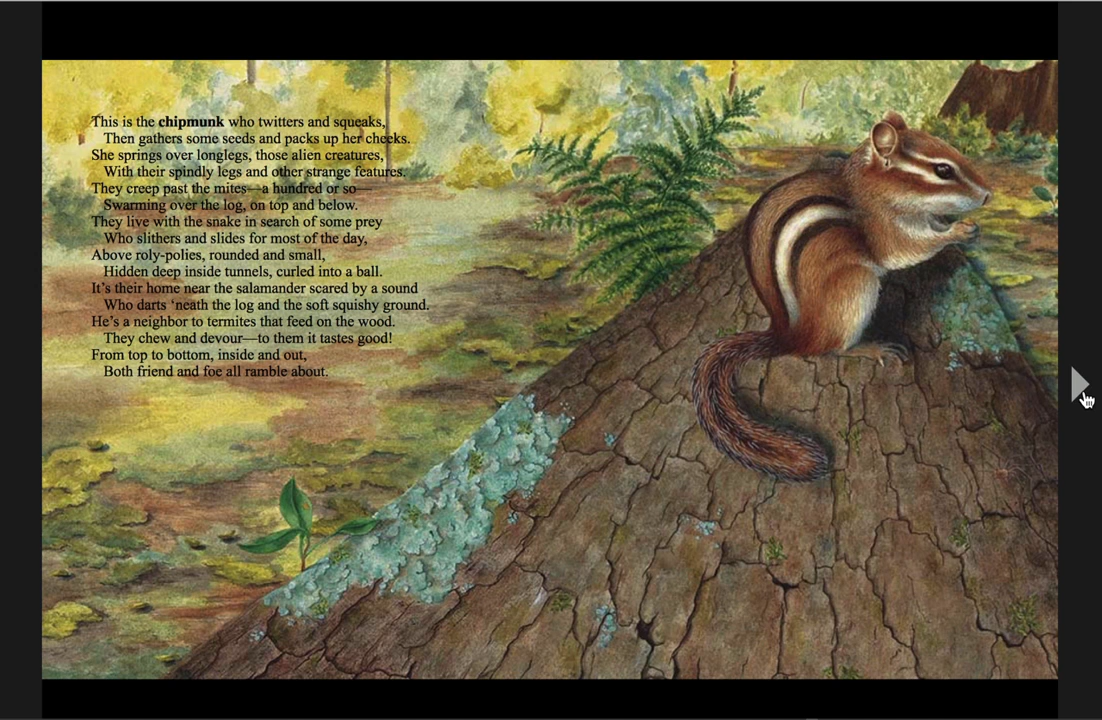 This is the chipmunk who twitters and squeaks,
Then gathers some seeds and packs up her cheeks.
She springs over longlegs, those alien creatures,
With their spindly legs and other strange features.
They creep past the mites—a hundred or so—
Swarming over the log, on top and below.
They live with the snake in search of some prey
Who slithers and slides for most of the day,
Above roly-polies, rounded and small,
Hidden deep inside tunnels, curled into a ball.
It’s their home near the salamander scared by a sound
Who darts ‘neath the log and the soft squishy ground.
He’s a neighbor to termites that feed on the wood.
They chew and devour—to them it tastes good!
From top to bottom, inside and out,
Both friend and foe all ramble about.